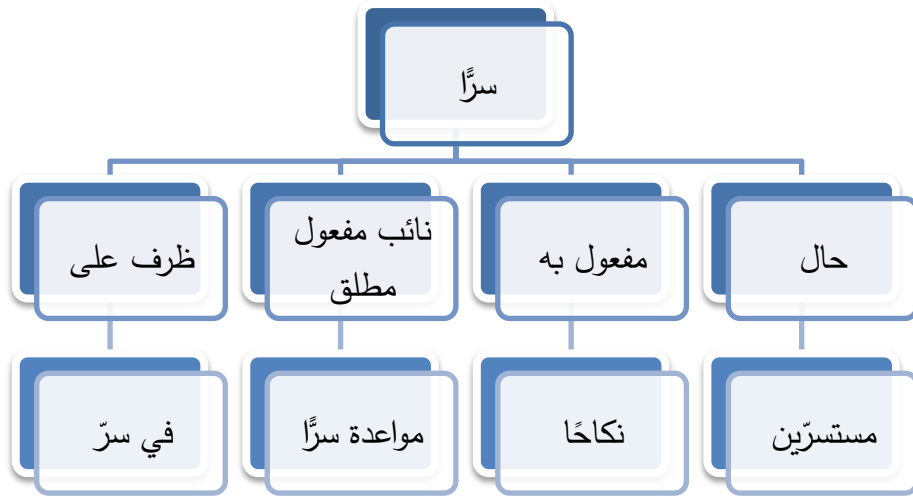 سرًّا
حال
مفعول به
نائب مفعول
مطلق
ظرف على
مستسرّين
نكاحًا
مواعدة سرًّا
في سرّ